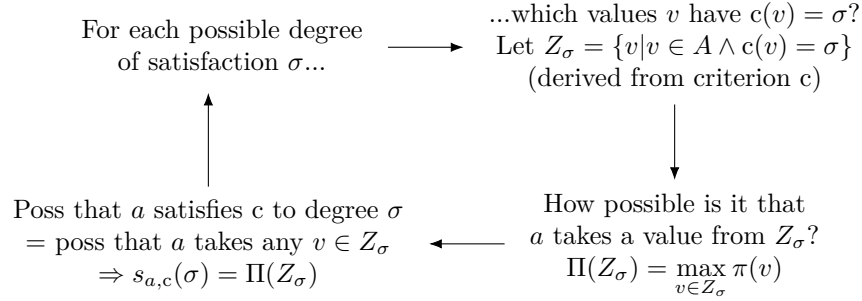 For each possible degree
of satisfaction σ...
...which values v have c(v) = σ?
Let Z_σ = {v|v ∈ A ∧ c(v) = σ}
(derived from criterion c)
How possible is it that
a takes a value from Z_σ?
Π(Z_σ) = max_{v∈Z_σ} π(v)
Poss that a satisfies c to degree σ
= poss that a takes any v ∈ Z_σ
⇒ s_{a,c}(σ) = Π(Z_σ)